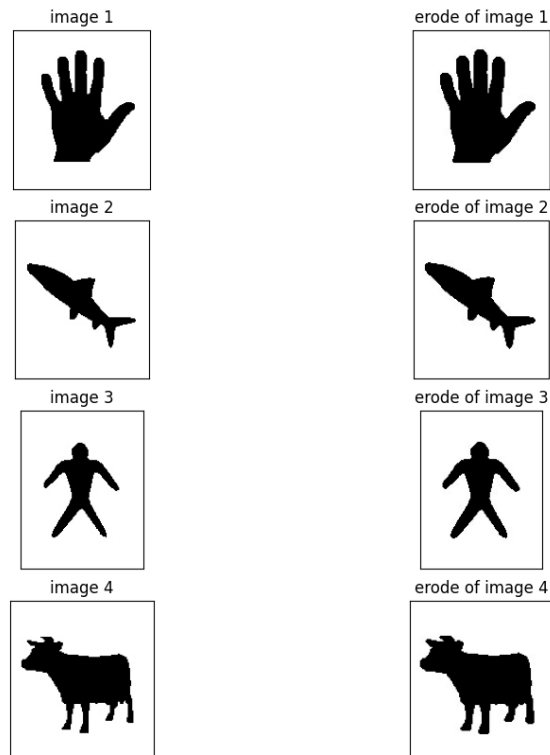 image 1
erode of image 1
image 2
erode of image 2
image 3
erode of image 3
image 4
erode of image 4